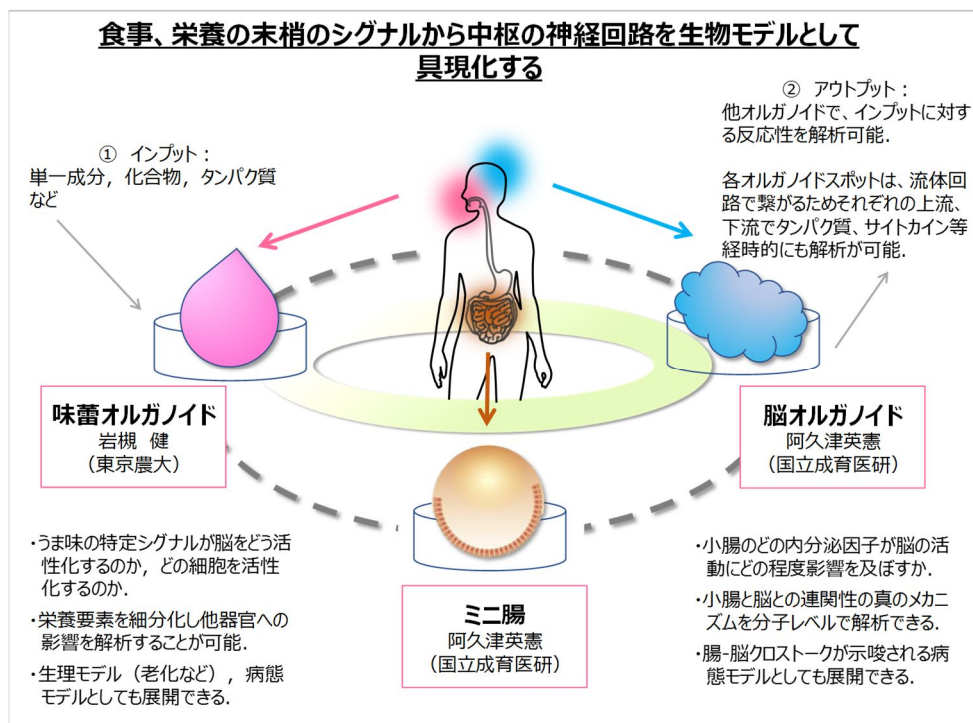 食事、栄養の末梢のシグナルから中枢の神経回路を生物モデルとして
具現化する
① インプット：
単一成分，化合物，タンパク質
など
② アウトプット：
他オルガノイドで、インプットに対す
る反応性を解析可能．
各オルガノイドスポットは、流体回
路で繋がるためそれぞれの上流、
下流でタンパク質、サイトカイン等
経時的にも解析が可能．
味蕾オルガノイド
岩槻 健
（東京農大）
脳オルガノイド
阿久津英憲
（国立成育医研）
ミニ腸
阿久津英憲
（国立成育医研）
・うま味の特定シグナルが脳をどう活
性化するのか，どの細胞を活性
化するのか．
・栄養要素を細分化し他器官への
影響を解析することが可能．
・生理モデル（老化など），病態
モデルとしても展開できる．
・小腸のどの内分泌因子が脳の活
動にどの程度影響を及ぼすか．
・小腸と脳との連関性の真のメカニ
ズムを分子レベルで解析できる．
・腸-脳クロストークが示唆される病
態モデルとしても展開できる．